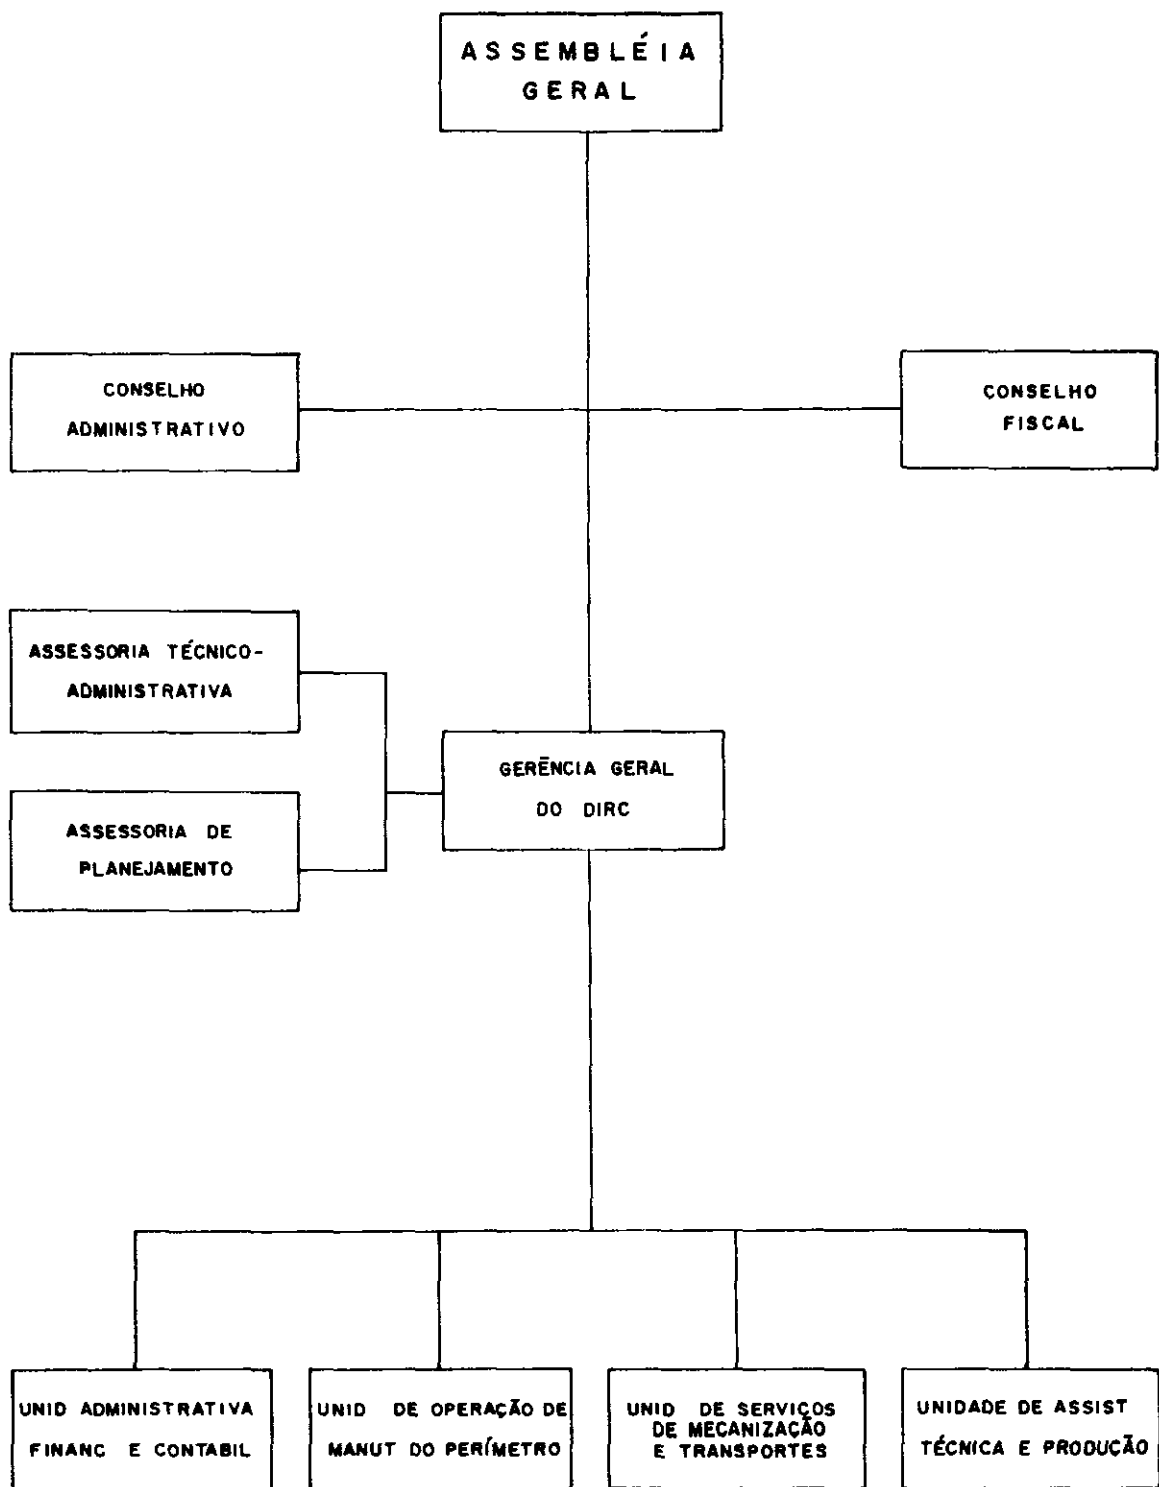 ASSEMBLÉIA
GERAL
CONSELHO
ADMINISTRATIVO
CONSELHO
FISCAL
ASSESSORIA TÉCNICO-
ADMINISTRATIVA
GERÊNCIA GERAL
DO DIRC
ASSESSORIA DE
PLANEJAMENTO
UNID ADMINISTRATIVA
FINANC E CONTABIL
UNID DE OPERAÇÃO DE
MANUT DO PERÍMETRO
UNID DE SERVIÇOS
DE MECANIZAÇÃO
E TRANSPORTES
UNIDADE DE ASSIST
TÉCNICA E PRODUÇÃO